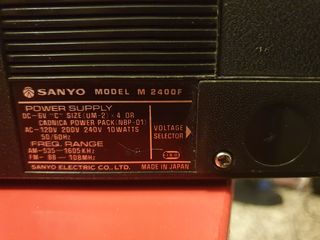 SANYO MODEL M 2400F
POWER SUPPLY
DC-6V "C" SIZE (UM-2) × 4 OR
CADNICA POWER PACK (NBP-01)
AC-120V 200V 240V 10WATTS
50/60Hz
VOLTAGE
SELECTOR
FREQ. RANGE
AM-535-1605KHz
FM-88-108MHz
SANYO ELECTRIC CO., LTD. MADE IN JAPAN